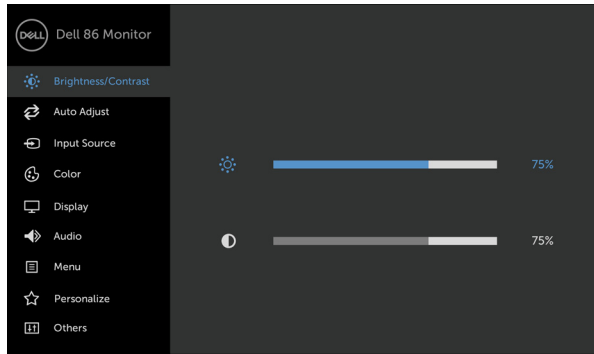 DELL
Dell 86 Monitor
Brightness/Contrast
Auto Adjust
Input Source
Color
Display
Audio
Menu
Personalize
Others
75%
75%